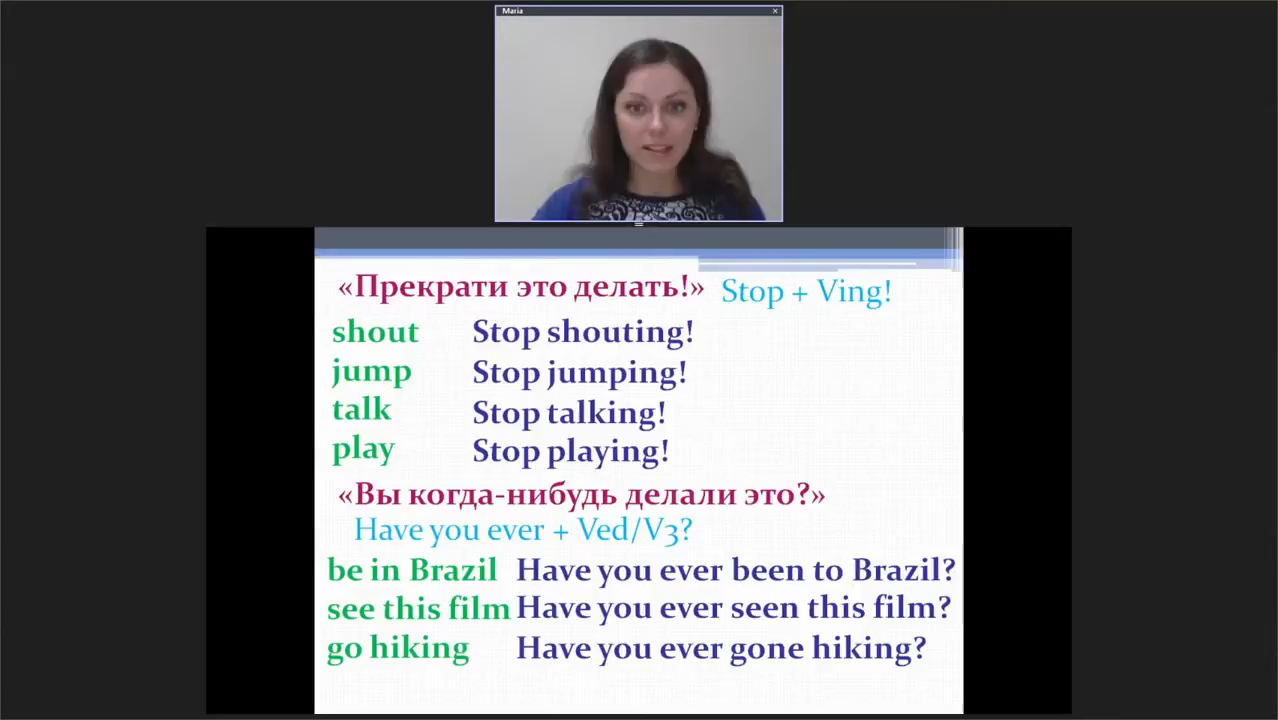 Maria
«Прекрати это делать!» Stop + Ving!
shout Stop shouting!
jump Stop jumping!
talk Stop talking!
play Stop playing!
«Вы когда-нибудь делали это?»
Have you ever + Ved/V3?
be in Brazil Have you ever been to Brazil?
see this film Have you ever seen this film?
go hiking Have you ever gone hiking?